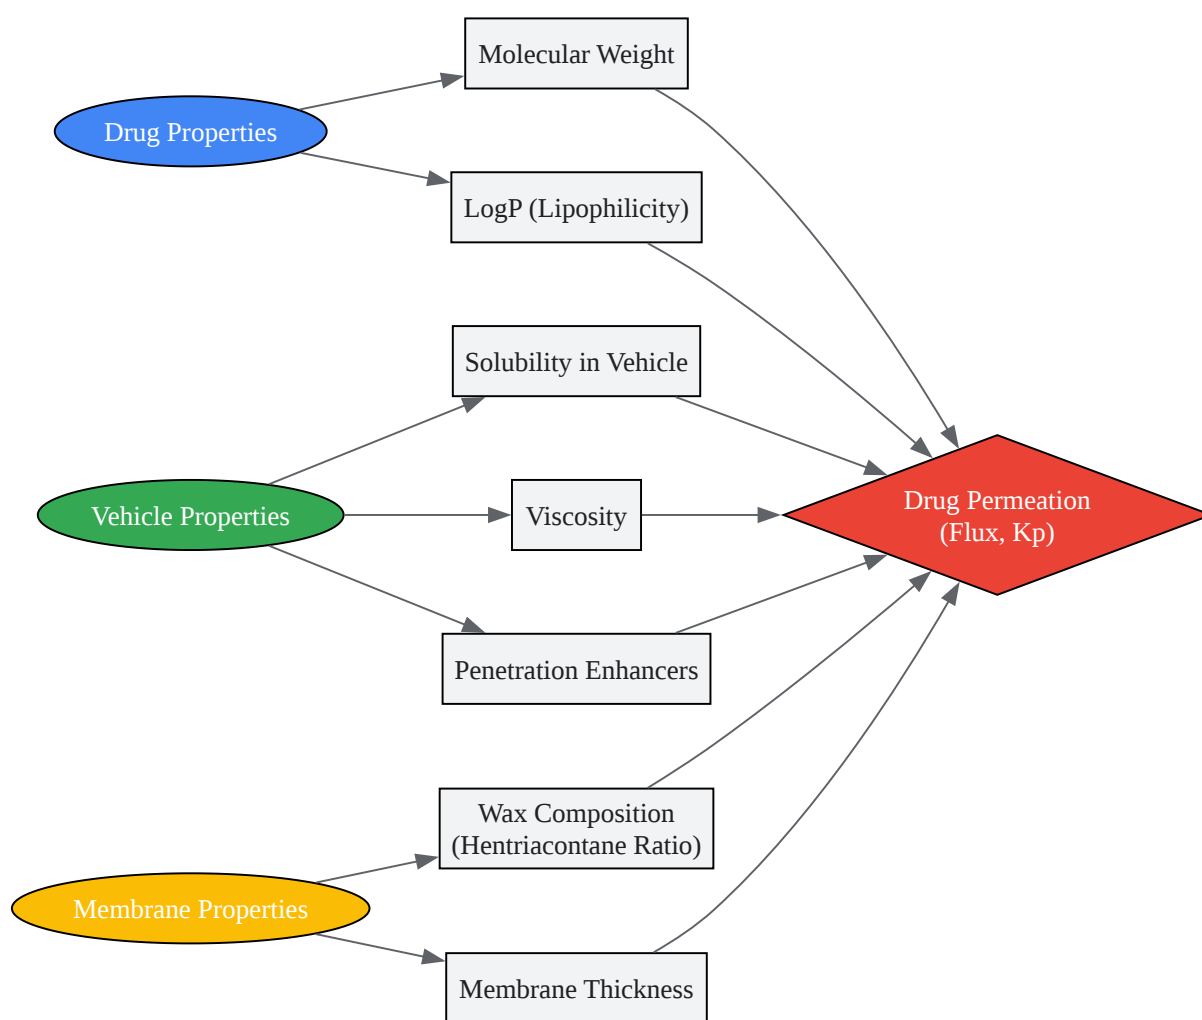 Molecular Weight
Drug Properties
LogP (Lipophilicity)
Solubility in Vehicle
Vehicle Properties
Viscosity
Drug Permeation
(Flux, Kp)
Penetration Enhancers
Wax Composition
(Hentriacontane Ratio)
Membrane Properties
Membrane Thickness